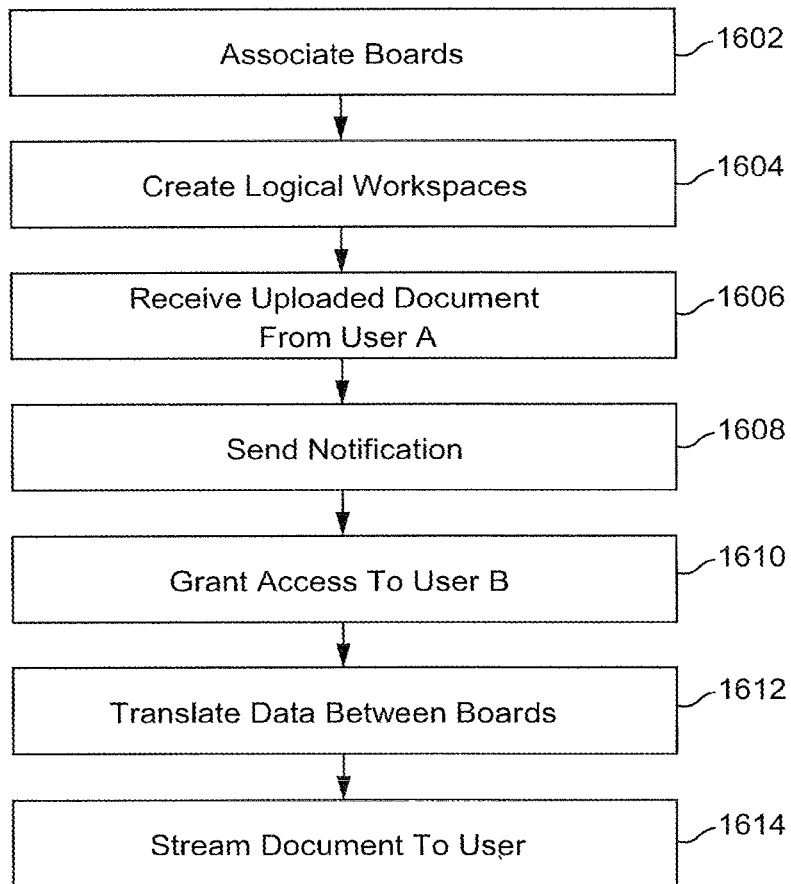 Associate Boards
1602
Create Logical Workspaces
1604
Receive Uploaded Document
From User A
1606
Send Notification
1608
Grant Access To User B
1610
Translate Data Between Boards
1612
Stream Document To User
1614